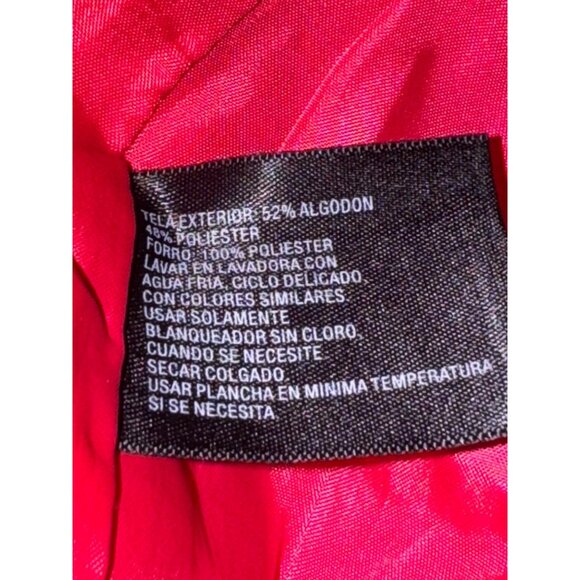 TELA EXTERIOR: 52% ALGODON
48% POLIESTER
FORRO: 100% POLIESTER
LAVAR EN LAVADORA CON
AGUA FRIA, CICLO DELICADO,
CON COLORES SIMILARES.
USAR SOLAMENTE
BLANQUEADOR SIN CLORO,
CUANDO SE NECESITE
SECAR COLGADO
USAR PLANCHA EN MINIMA TEMPERATURA
SI SE NECESITA